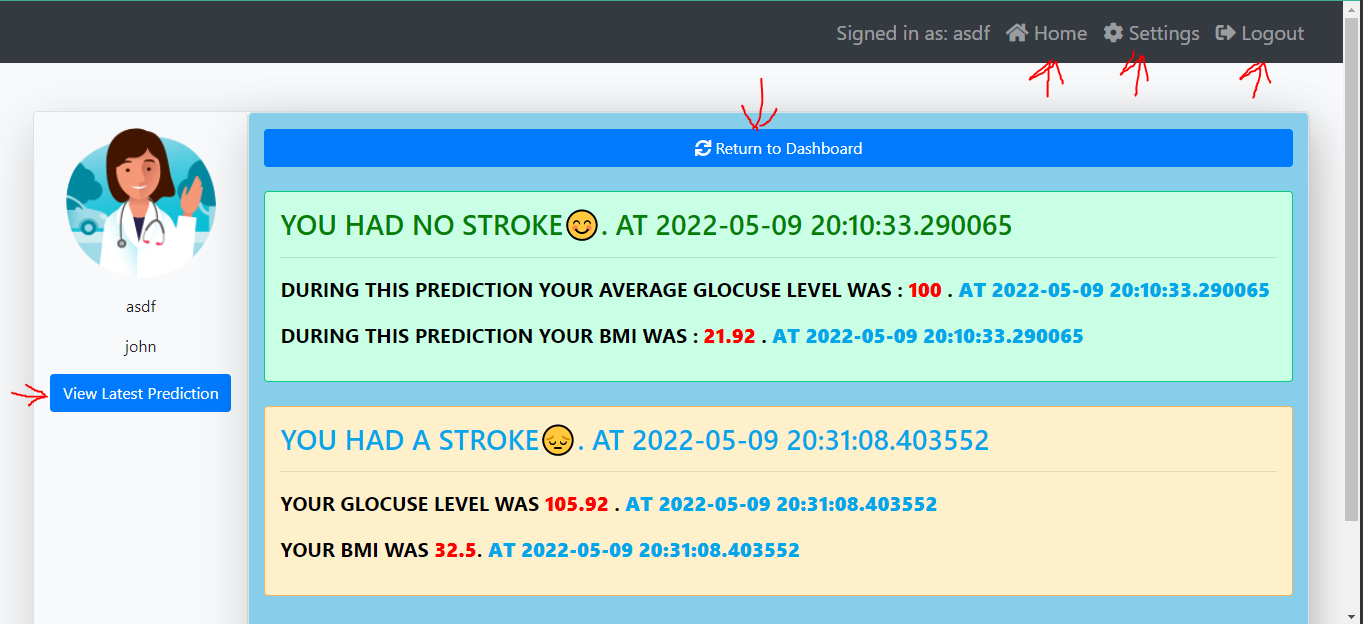 Signed in as: asdf Home Settings Logout
Return to Dashboard
asdf
john
View Latest Prediction
YOU HAD NO STROKE😊. AT 2022-05-09 20:10:33.290065
DURING THIS PREDICTION YOUR AVERAGE GLOCUSE LEVEL WAS : 100 . AT 2022-05-09 20:10:33.290065
DURING THIS PREDICTION YOUR BMI WAS : 21.92 . AT 2022-05-09 20:10:33.290065
YOU HAD A STROKE😔. AT 2022-05-09 20:31:08.403552
YOUR GLOCUSE LEVEL WAS 105.92 . AT 2022-05-09 20:31:08.403552
YOUR BMI WAS 32.5. AT 2022-05-09 20:31:08.403552